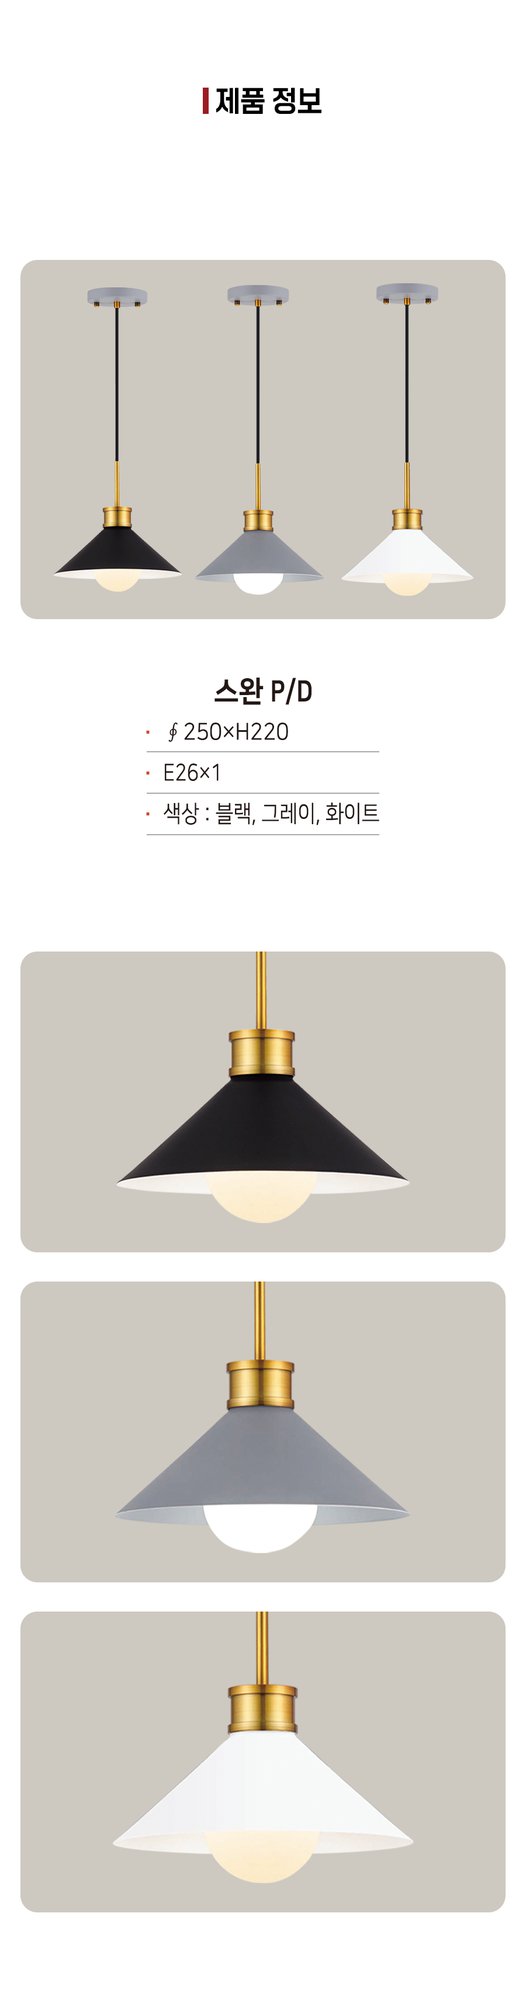 제품 정보
스완 P/D
· ∮ 250×H220
· E26×1
· 색상 : 블랙, 그레이, 화이트